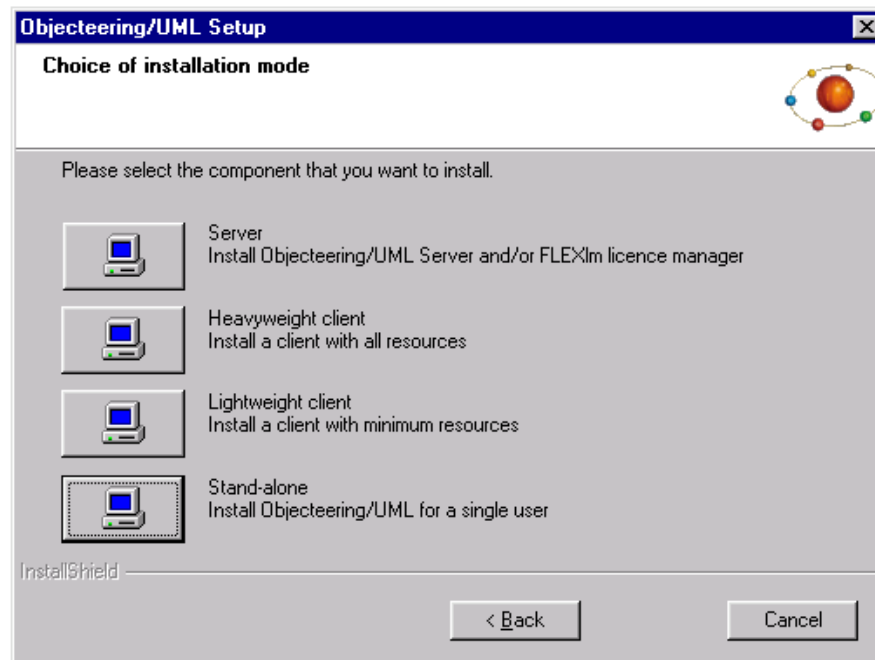 Objecteering/UML Setup
Choice of installation mode
Please select the component that you want to install.
Server
Install Objecteering/UML Server and/or FLEXlm licence manager
Heavyweight client
Install a client with all resources
Lightweight client
Install a client with minimum resources
Stand-alone
Install Objecteering/UML for a single user
InstallShield
< Back
Cancel